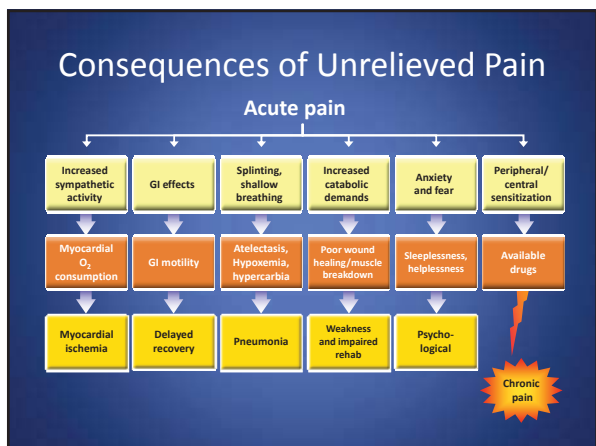 Consequences of Unrelieved Pain
Acute pain
Increased
sympathetic
activity
GI effects
Splinting,
shallow
breathing
Increased
catabolic
demands
Anxiety
and fear
Peripheral/
central
sensitization
Myocardial
O₂
consumption
GI motility
Atelectasis,
Hypoxemia,
hypercarbia
Poor wound
healing/muscle
breakdown
Sleeplessness,
helplessness
Available
drugs
Myocardial
ischemia
Delayed
recovery
Pneumonia
Weakness
and impaired
rehab
Psycho-
logical
Chronic
pain